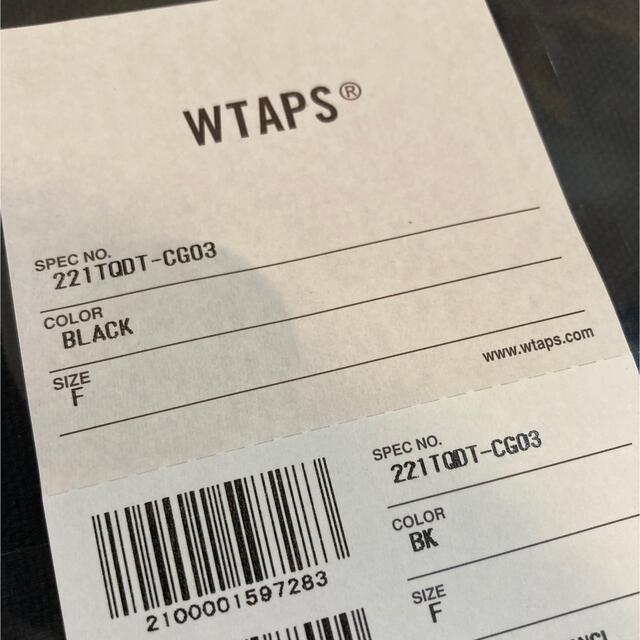 WTAPS®
SPEC NO.
221TQDT-CG03
COLOR
BLACK
SIZE
F
www.wtaps.com
SPEC NO.
221TQDT-CG03
COLOR
BK
SIZE
F
2100001597283